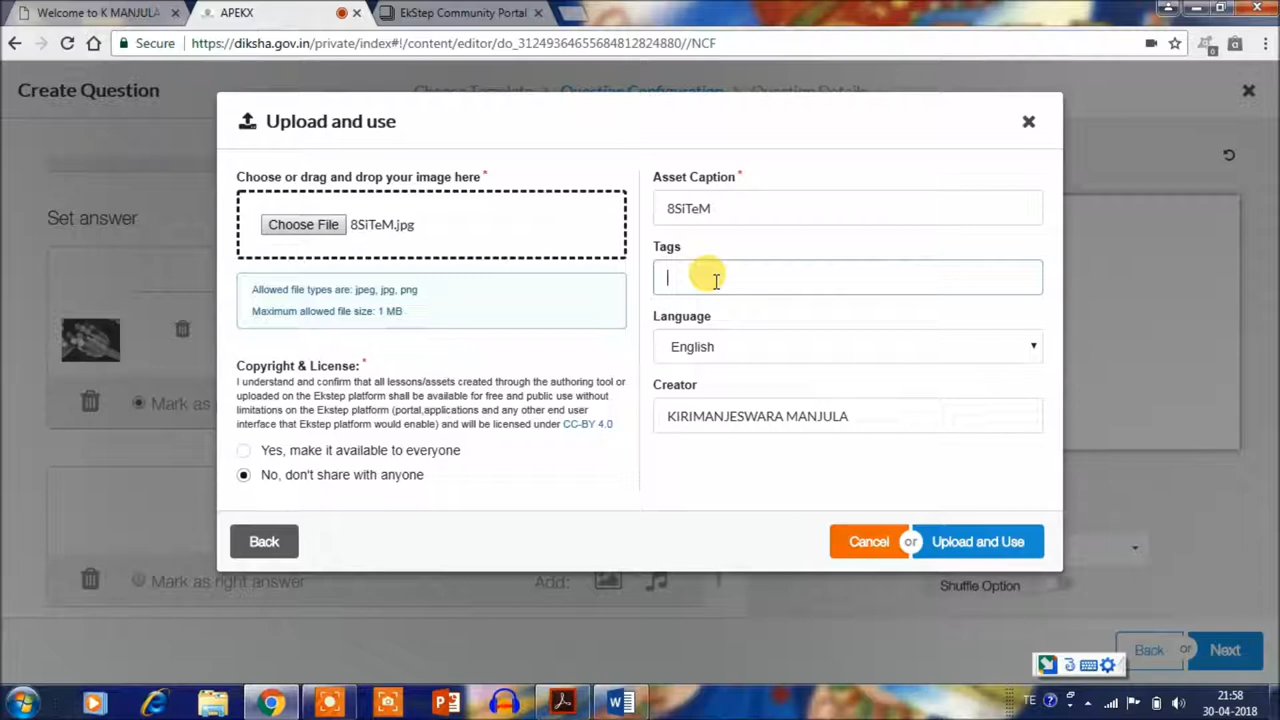 Welcome to K MANJULA
APEKX
EkStep Community Portal
Secure
https://diksha.gov.in/private/index#!/content/editor/do_31249364655684812824880//NCF
Create Question
Choose Template
Question Configuration
Question Details
Upload and use
Choose or drag and drop your image here *
Asset Caption *
Choose File 8SiTeM.jpg
8SiTeM
Set answer
Tags
Allowed file types are: jpeg, jpg, png
Maximum allowed file size: 1 MB
Language
English
Copyright & License: *
I understand and confirm that all lessons/assets created through the authoring tool or
uploaded on the Ekstep platform shall be available for free and public use without
limitations on the Ekstep platform (portal,applications and any other end user
interface that Ekstep platform would enable) and will be licensed under CC-BY 4.0
Creator
KIRIMANJESWARA MANJULA
Mark as
Yes, make it available to everyone
No, don't share with anyone
Back
Cancel or Upload and Use
Mark as right answer
Add:
Shuffle Option
Back or Next
TE
21:58
30-04-2018